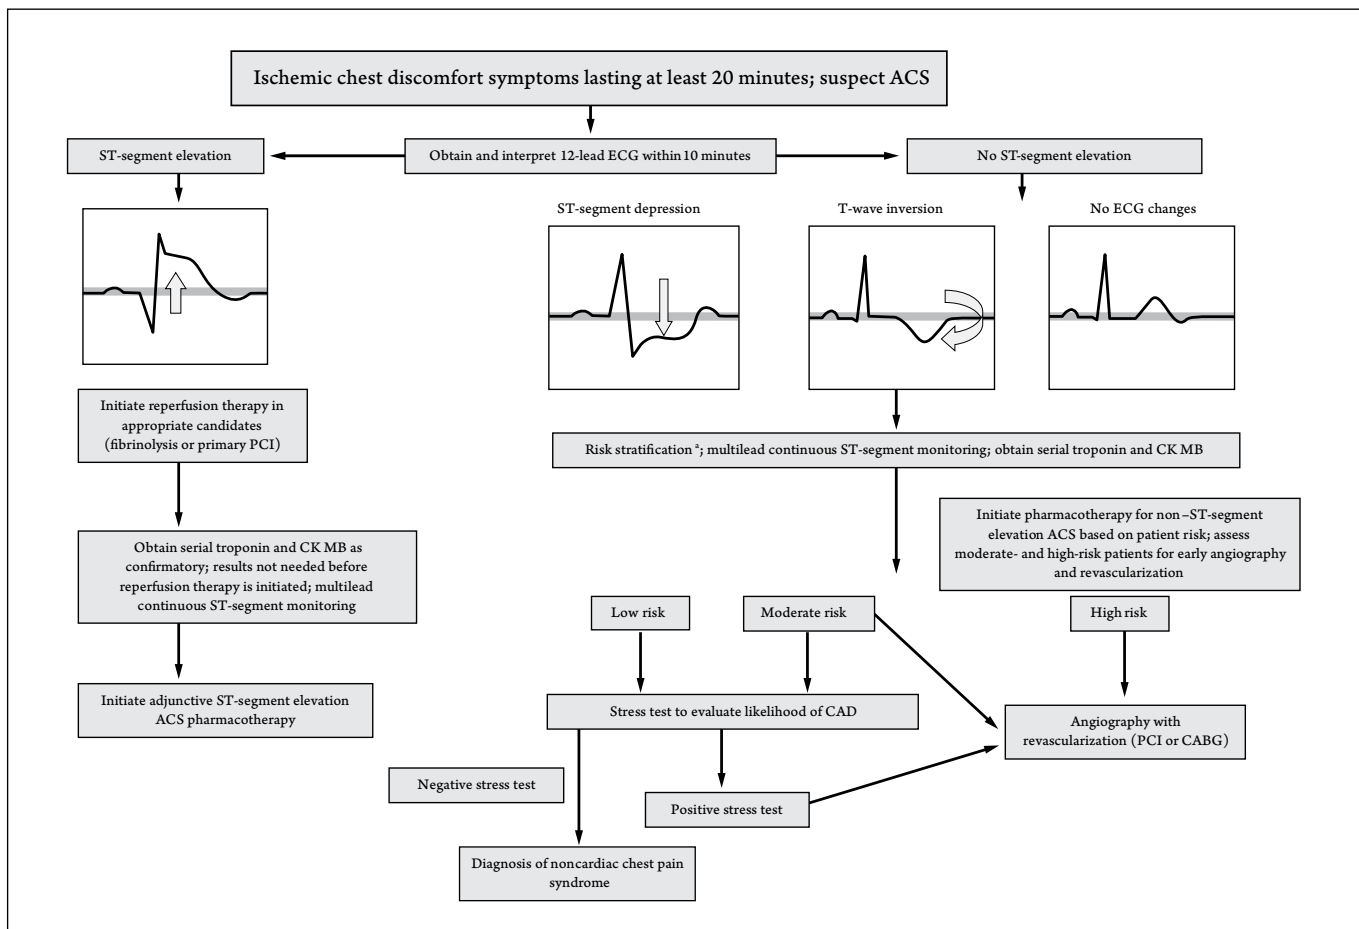 Ischemic chest discomfort symptoms lasting at least 20 minutes; suspect ACS
ST-segment elevation
Obtain and interpret 12-lead ECG within 10 minutes
No ST-segment elevation
ST-segment depression
T-wave inversion
No ECG changes
Initiate reperfusion therapy in
appropriate candidates
(fibrinolysis or primary PCI)
Risk stratification a; multilead continuous ST-segment monitoring; obtain serial troponin and CK MB
Obtain serial troponin and CK MB as
confirmatory; results not needed before
reperfusion therapy is initiated; multilead
continuous ST-segment monitoring
Initiate pharmacotherapy for non–ST-segment
elevation ACS based on patient risk; assess
moderate- and high-risk patients for early angiography
and revascularization
Low risk
Moderate risk
High risk
Initiate adjunctive ST-segment elevation
ACS pharmacotherapy
Stress test to evaluate likelihood of CAD
Angiography with
revascularization (PCI or CABG)
Negative stress test
Positive stress test
Diagnosis of noncardiac chest pain
syndrome